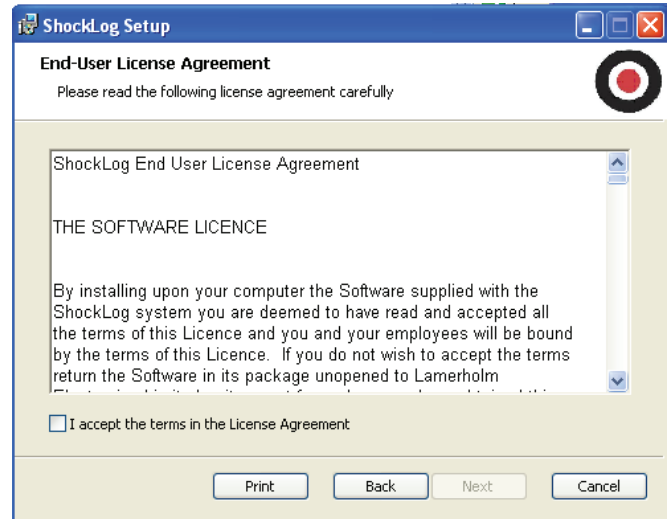 ShockLog Setup
End-User License Agreement
Please read the following license agreement carefully
ShockLog End User License Agreement
THE SOFTWARE LICENCE
By installing upon your computer the Software supplied with the
ShockLog system you are deemed to have read and accepted all
the terms of this Licence and you and your employees will be bound
by the terms of this Licence.  If you do not wish to accept the terms
return the Software in its package unopened to Lamerholm
I accept the terms in the License Agreement
Print
Back
Next
Cancel